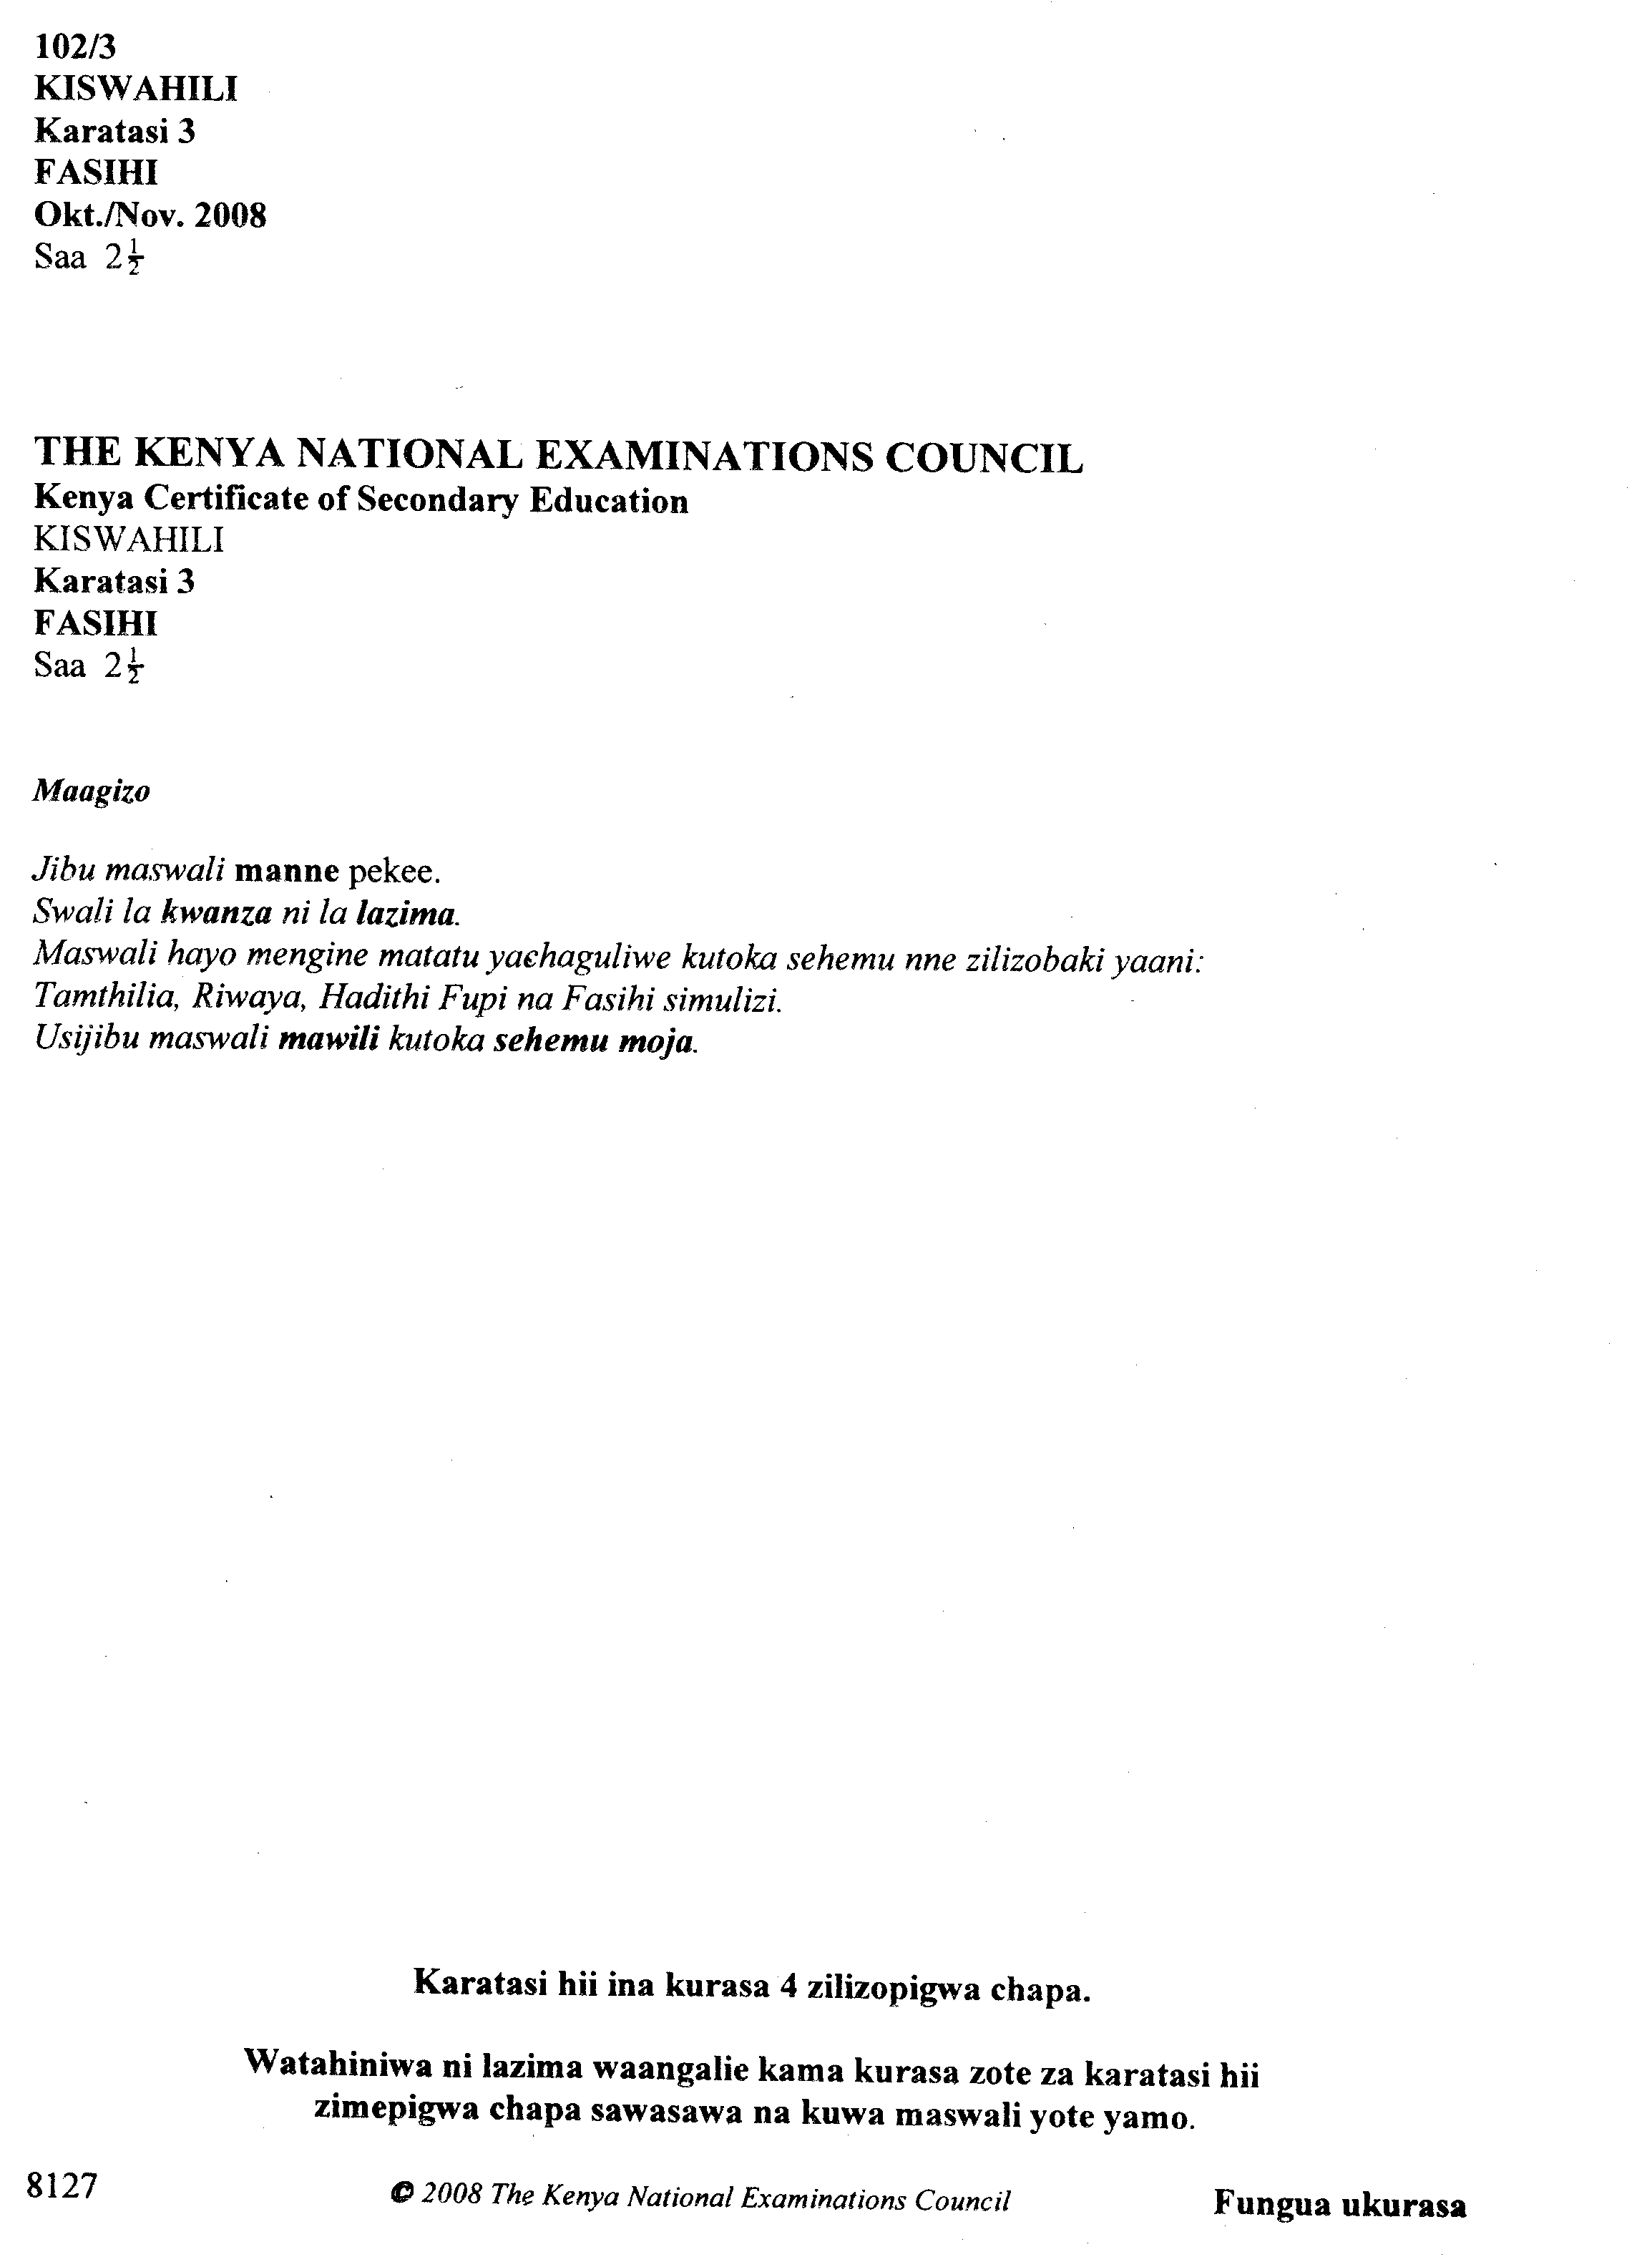 102/3
KISWAHILI
Karatasi 3
FASIHI
Okt./Nov. 2008
Saa 2½
THE KENYA NATIONAL EXAMINATIONS COUNCIL
Kenya Certificate of Secondary Education
KISWAHILI
Karatasi 3
FASIHI
Saa 2½
Maagizo
Jibu maswali manne pekee.
Swali la kwanza ni la lazima.
Maswali hayo mengine matatu yachaguliwe kutoka sehemu nne zilizobaki yaani:
Tamthilia, Riwaya, Hadithi Fupi na Fasihi simulizi.
Usijibu maswali mawili kutoka sehemu moja.
Karatasi hii ina kurasa 4 zilizopigwa chapa.
Watahiniwa ni lazima waangalie kama kurasa zote za karatasi hii
zimepigwa chapa sawasawa na kuwa maswali yote yamo.
8127
© 2008 The Kenya National Examinations Council
Fungua ukurasa